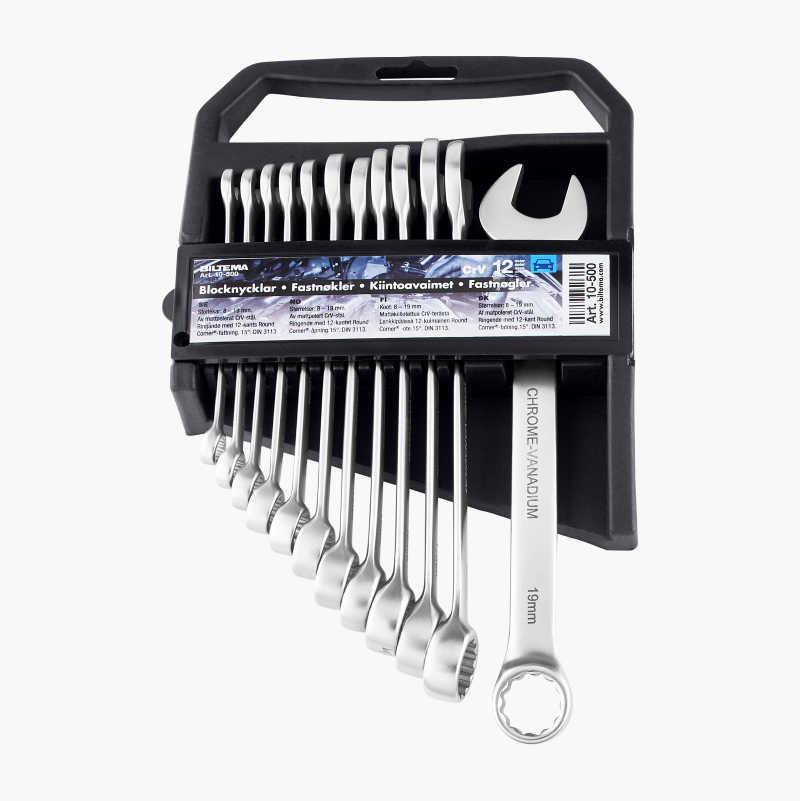 BILTEMA
Art. 10-500
CrV 12
Blocknycklar • Fastnøkler • Kiintoavaimet • Fastnøgler
SE
Storlekar: 8 – 19 mm.
Av mattpolerat CrV-stål.
Ringände med 12-kants Round
Corner®-fattning. 15°. DIN 3113.
NO
Størrelser: 8 – 19 mm.
Av mattpolert CrV-stål.
Ringende med 12-kantet Round
Corner®-åpning. 15°. DIN 3113.
FI
Koot: 8 – 19 mm.
Mattakiillotettua CrV-terästä.
Lenkkipäässä 12-kulmainen Round
Corner®-ote. 15°. DIN 3113.
DK
Størrelser: 8 – 19 mm.
Af matpoleret CrV-stål.
Ringende med 12-kantet Round
Corner®-fatning. 15°. DIN 3113.
Art. 10-500
www.biltema.com
CHROME-VANADIUM
19mm